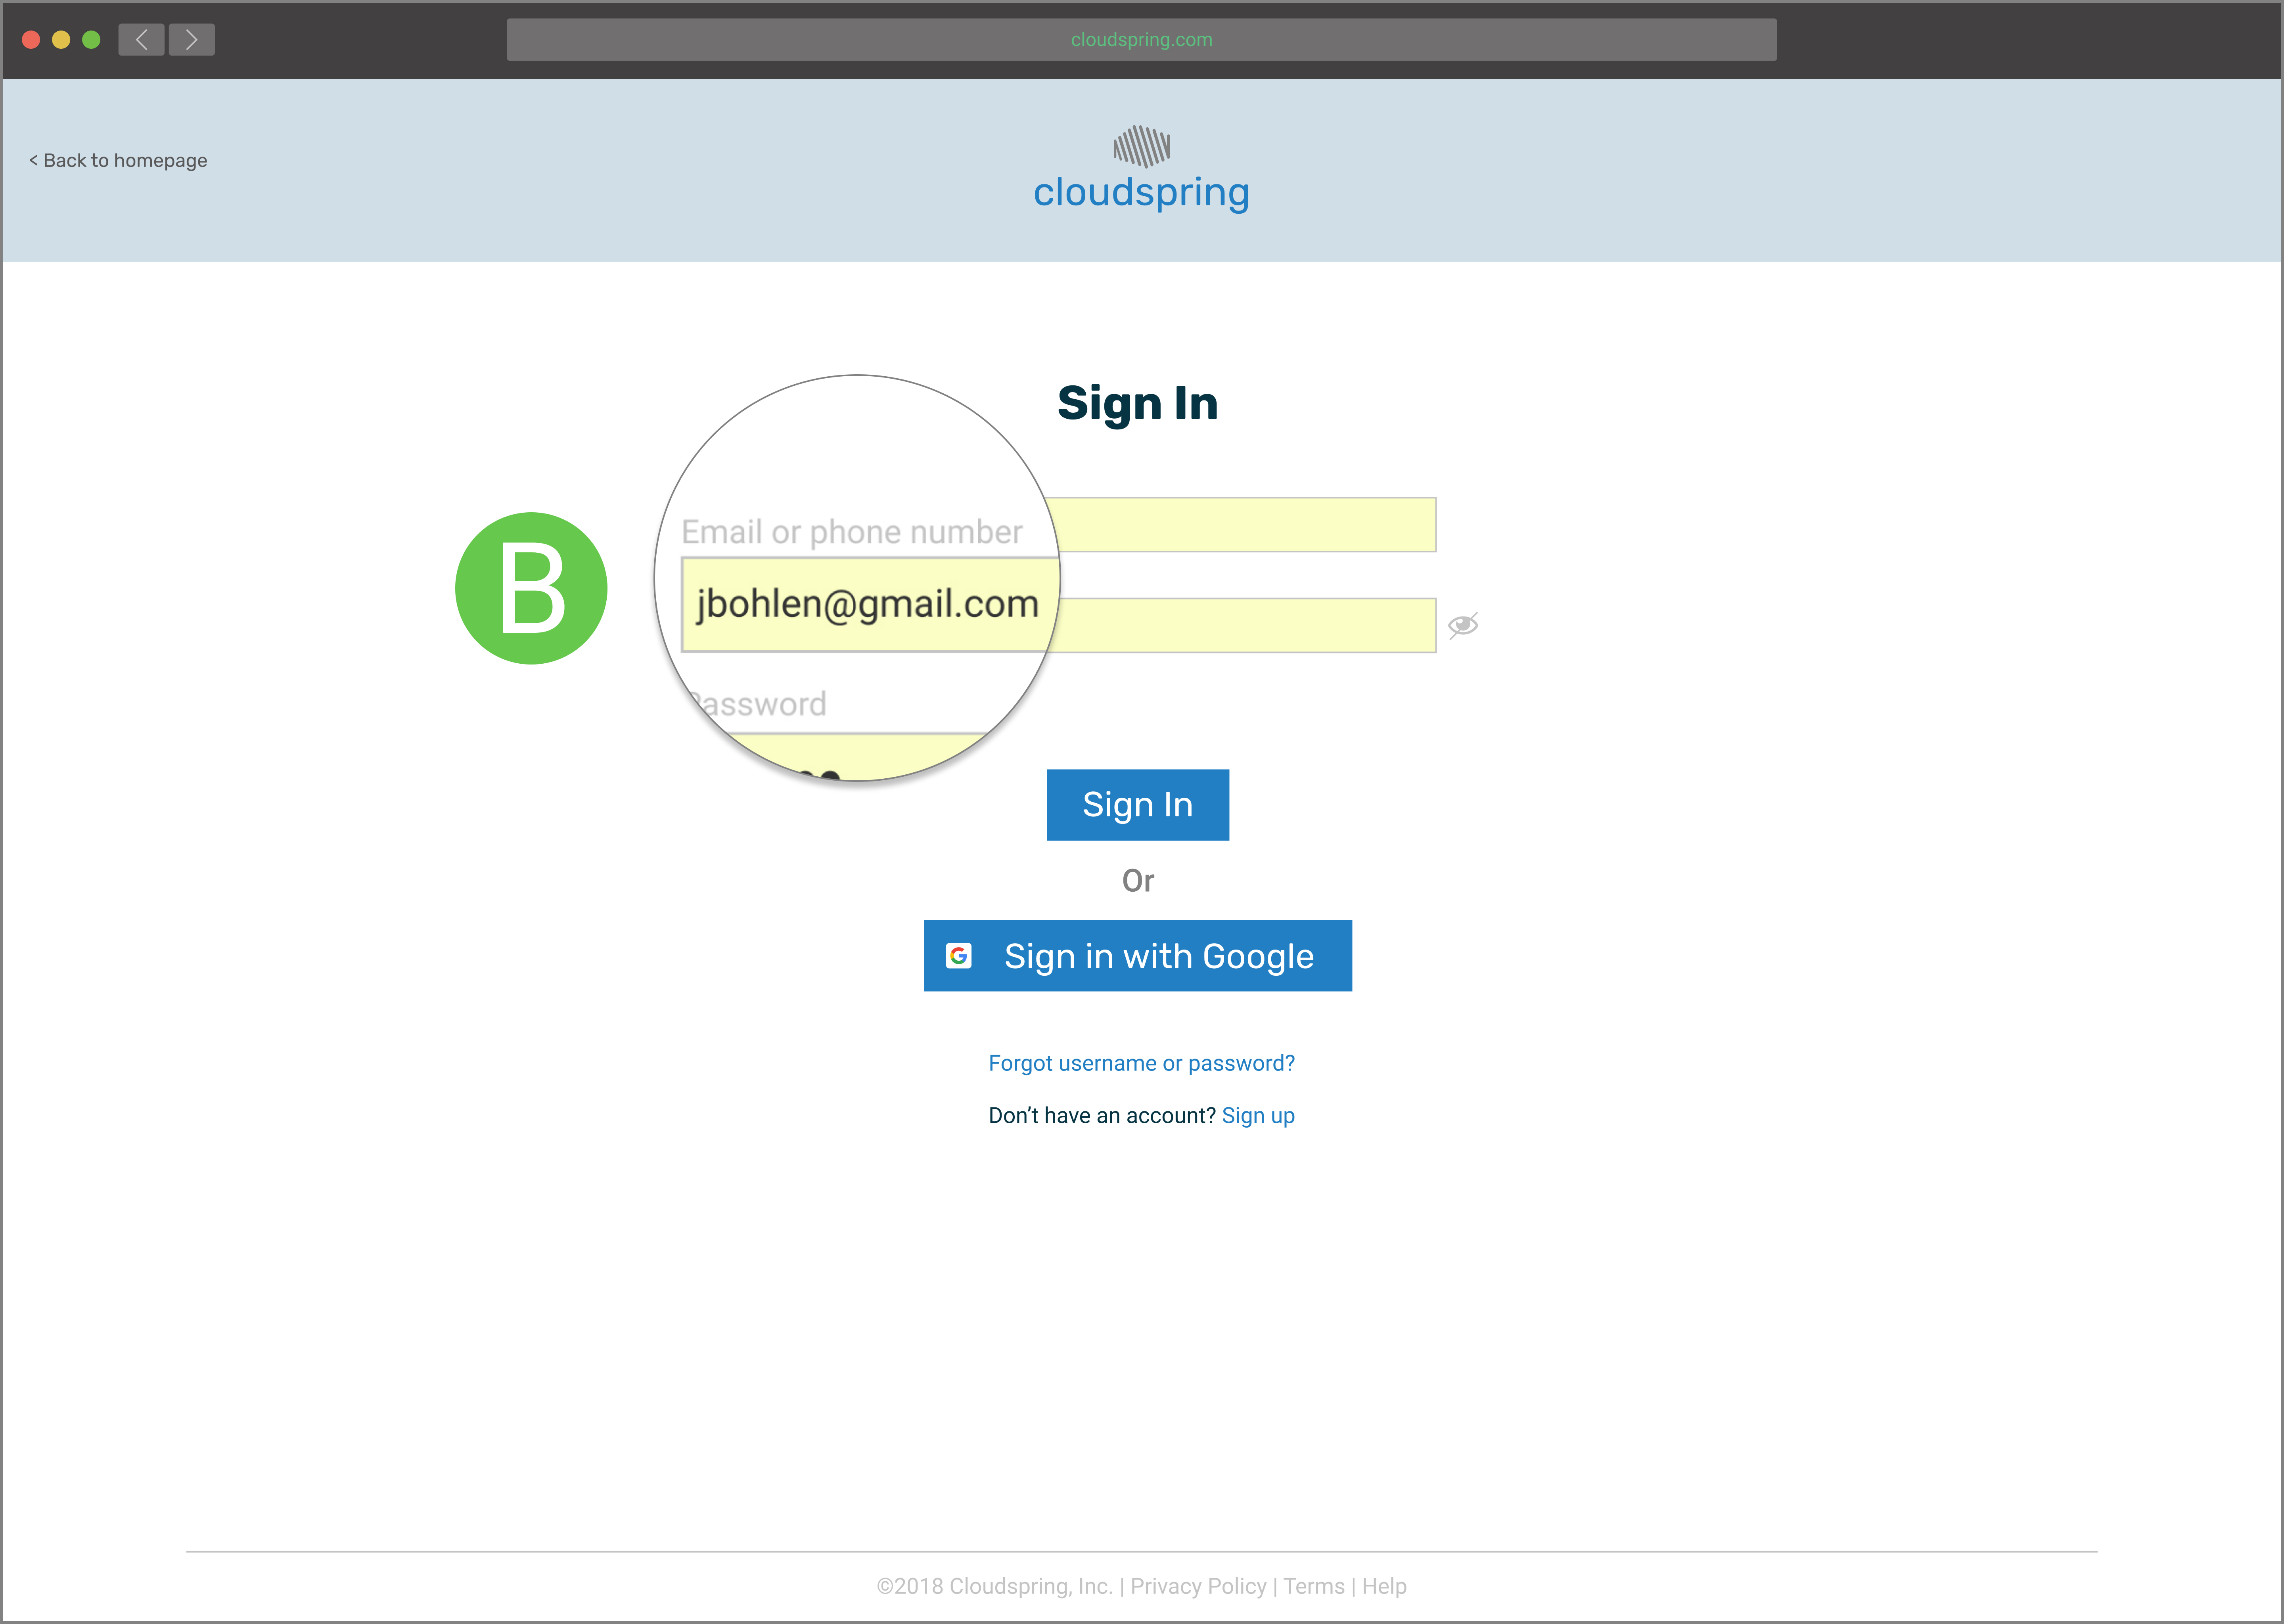 cloudspring.com
< Back to homepage
cloudspring
Sign In
B
Email or phone number
jbohlen@gmail.com
Password
Sign In
Or
G Sign in with Google
Forgot username or password?
Don’t have an account? Sign up
©2018 Cloudspring, Inc. | Privacy Policy | Terms | Help